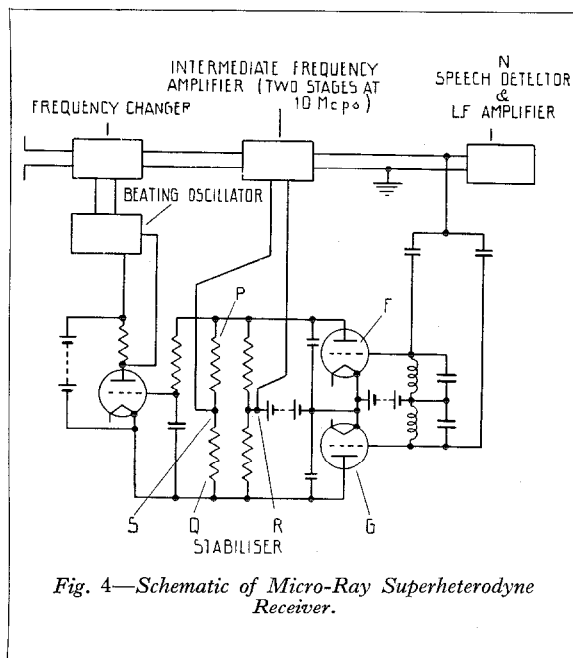 N
INTERMEDIATE FREQUENCY
AMPLIFIER (TWO STAGES AT
10 Mcps)
SPEECH DETECTOR
&
LF AMPLIFIER
FREQUENCY CHANGER
BEATING OSCILLATOR
P
F
S
Q
R
G
STABILISER
Fig. 4—Schematic of Micro-Ray Superheterodyne
Receiver.